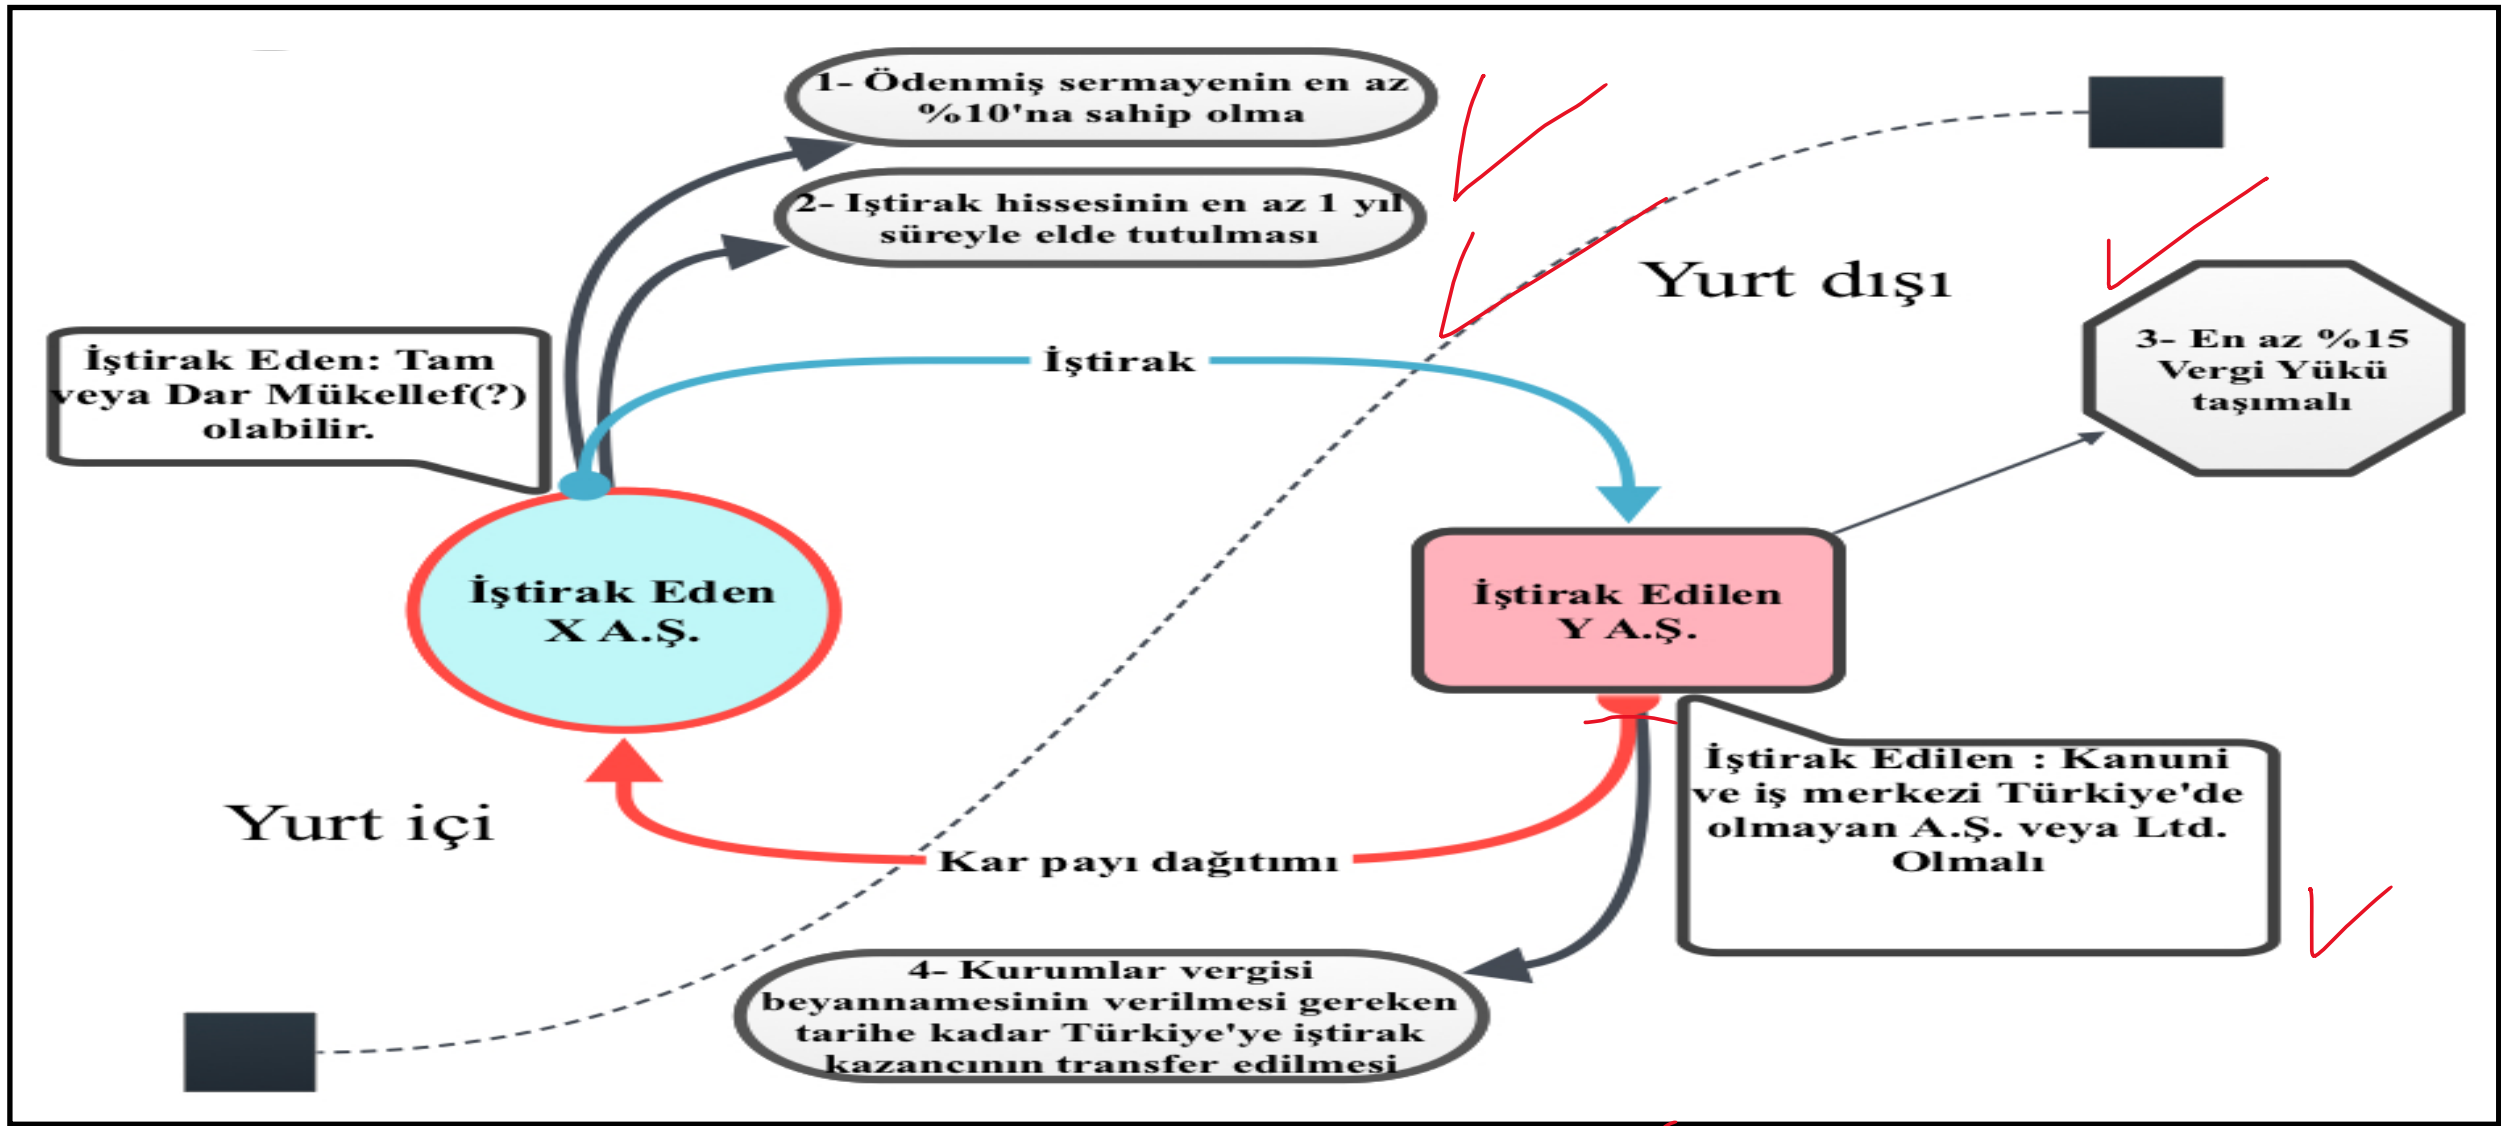 1- Ödenmiş sermayenin en az
%10'na sahip olma
2- Iştirak hissesinin en az 1 yıl
süreyle elde tutulması
Yurt dışı
İştirak Eden: Tam
veya Dar Mükellef(?)
olabilir.
İştirak
3- En az %15
Vergi Yükü
taşımalı
İştirak Eden
X A.Ş.
İştirak Edilen
Y A.Ş.
İştirak Edilen : Kanuni
ve iş merkezi Türkiye'de
olmayan A.Ş. veya Ltd.
Olmalı
Yurt içi
Kar payı dağıtımı
4- Kurumlar vergisi
beyannamesinin verilmesi gereken
tarihe kadar Türkiye'ye iştirak
kazancının transfer edilmesi